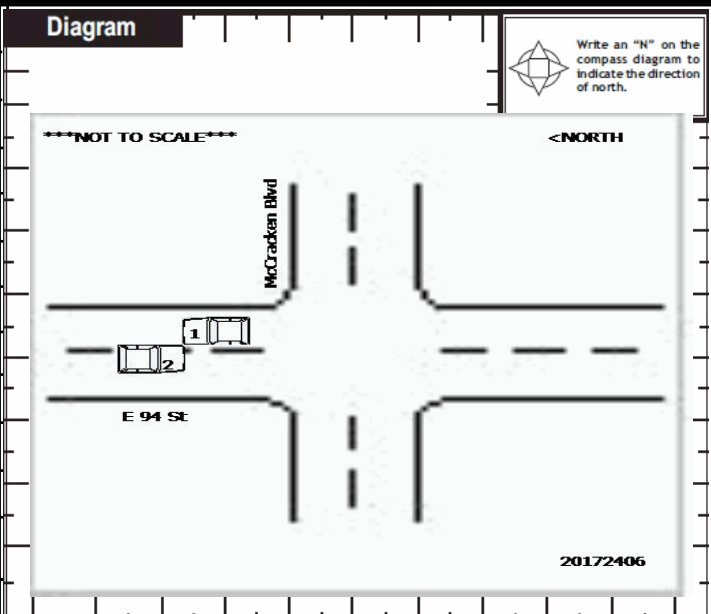 Diagram
Write an “N” on the
compass diagram to
indicate the direction
of north.
***NOT TO SCALE***
<NORTH
McCracken Blvd
1
2
E 94 St
20172406